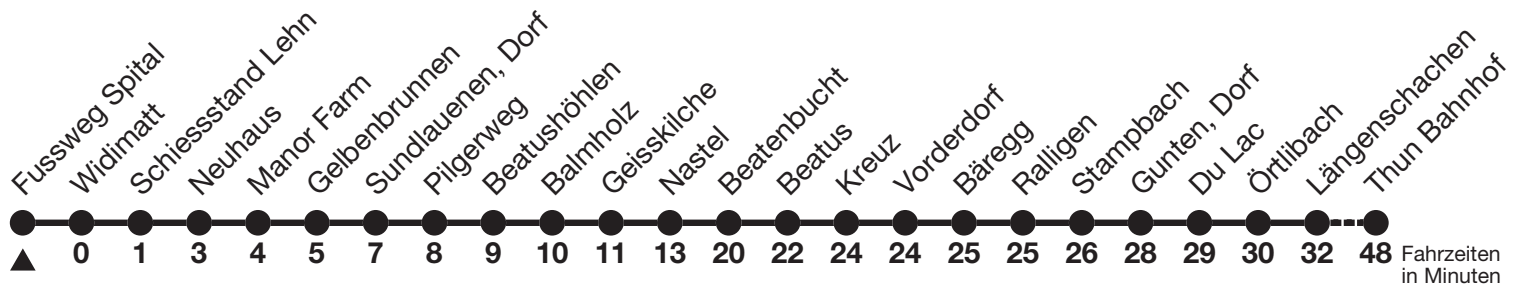 Fussweg Spital
Widimatt
Schiessstand Lehn
Neuhaus
Manor Farm
Gelbenbrunnen
Sundlauenen, Dorf
Pilgerweg
Beatushöhlen
Balmholz
Geisskilche
Nastel
Beatenbucht
Beatus
Kreuz
Vorderdorf
Bäregg
Ralligen
Stampbach
Gunten, Dorf
Du Lac
Örtlibach
Längenschachen
Thun Bahnhof
0 1 3 4 5 7 8 9 10 11 13 20 22 24 24 25 25 26 28 29 30 32 48 Fahrzeiten
in Minuten